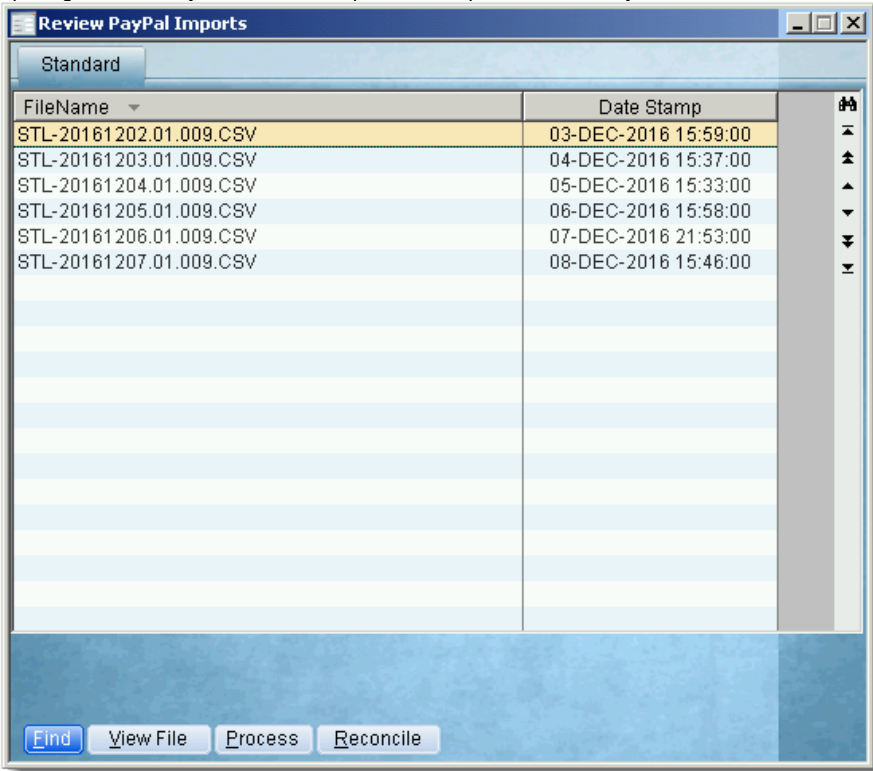 Review PayPal Imports
Standard
FileName Date Stamp
STL-20161202.01.009.CSV 03-DEC-2016 15:59:00
STL-20161203.01.009.CSV 04-DEC-2016 15:37:00
STL-20161204.01.009.CSV 05-DEC-2016 15:33:00
STL-20161205.01.009.CSV 06-DEC-2016 15:58:00
STL-20161206.01.009.CSV 07-DEC-2016 21:53:00
STL-20161207.01.009.CSV 08-DEC-2016 15:46:00
Find View File Process Reconcile